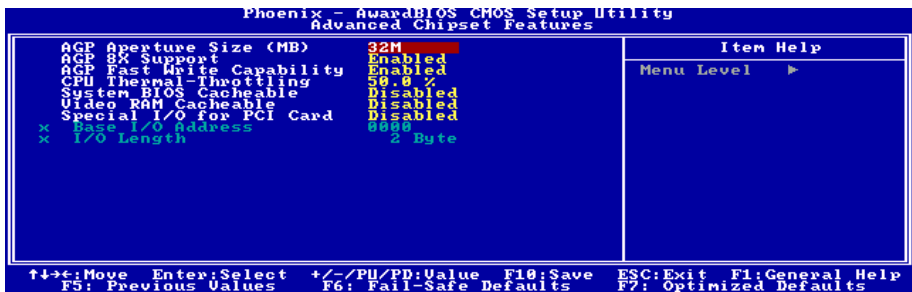 Phoenix - AwardBIOS CMOS Setup Utility
Advanced Chipset Features
AGP Aperture Size (MB) 32M
AGP 8X Support Enabled
AGP Fast Write Capability Enabled
CPU Thermal-Throttling 50.0 %
System BIOS Cacheable Disabled
Video RAM Cacheable Disabled
Special I/O for PCI Card Disabled
x Base I/O Address 0000
x I/O Length 2 Byte
Item Help
Menu Level ►
↑↓→←:Move Enter:Select +/-/PU/PD:Value F10:Save ESC:Exit F1:General Help
F5: Previous Values F6: Fail-Safe Defaults F7: Optimized Defaults